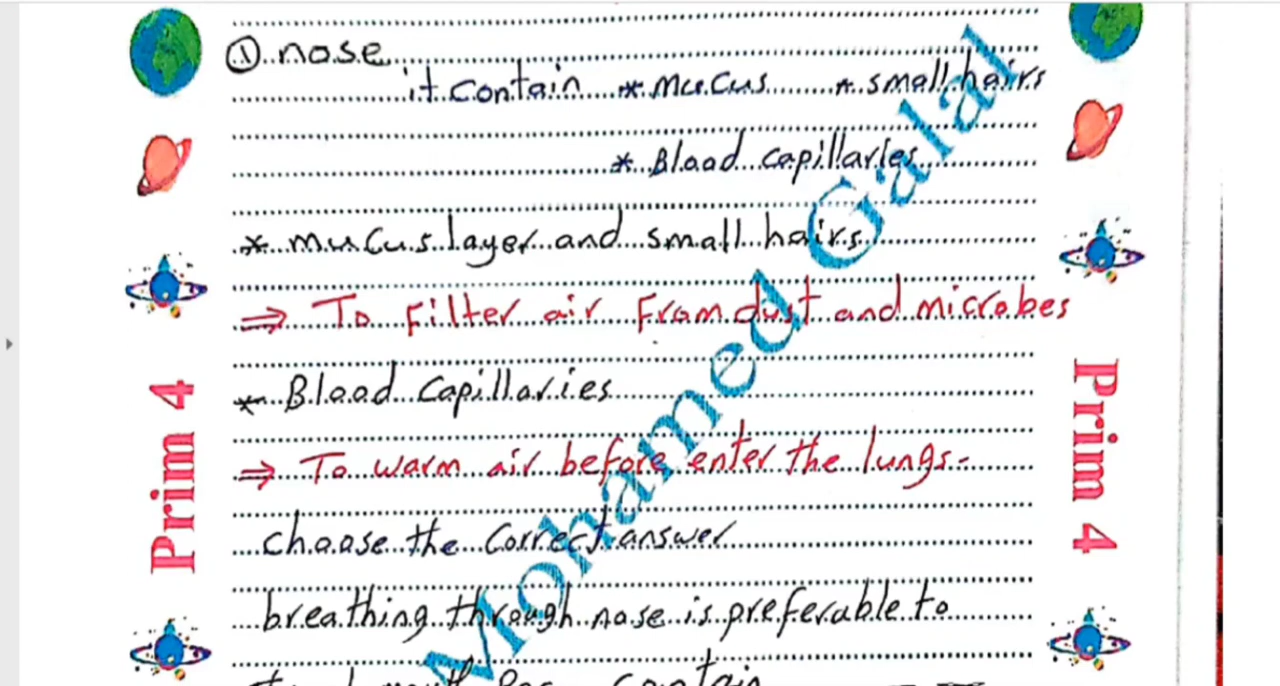 ① nose
it contain * mucus * small hairs
* Blood capillaries
* mucus layer and small hairs
⇒ To Filter air From dust and microbes
* Blood Capillaries
⇒ To warm air before enter the lungs.
choose the correct answer
breathing through nose is preferable to
contain
Prim 4
Prim 4
Mohamed Galal